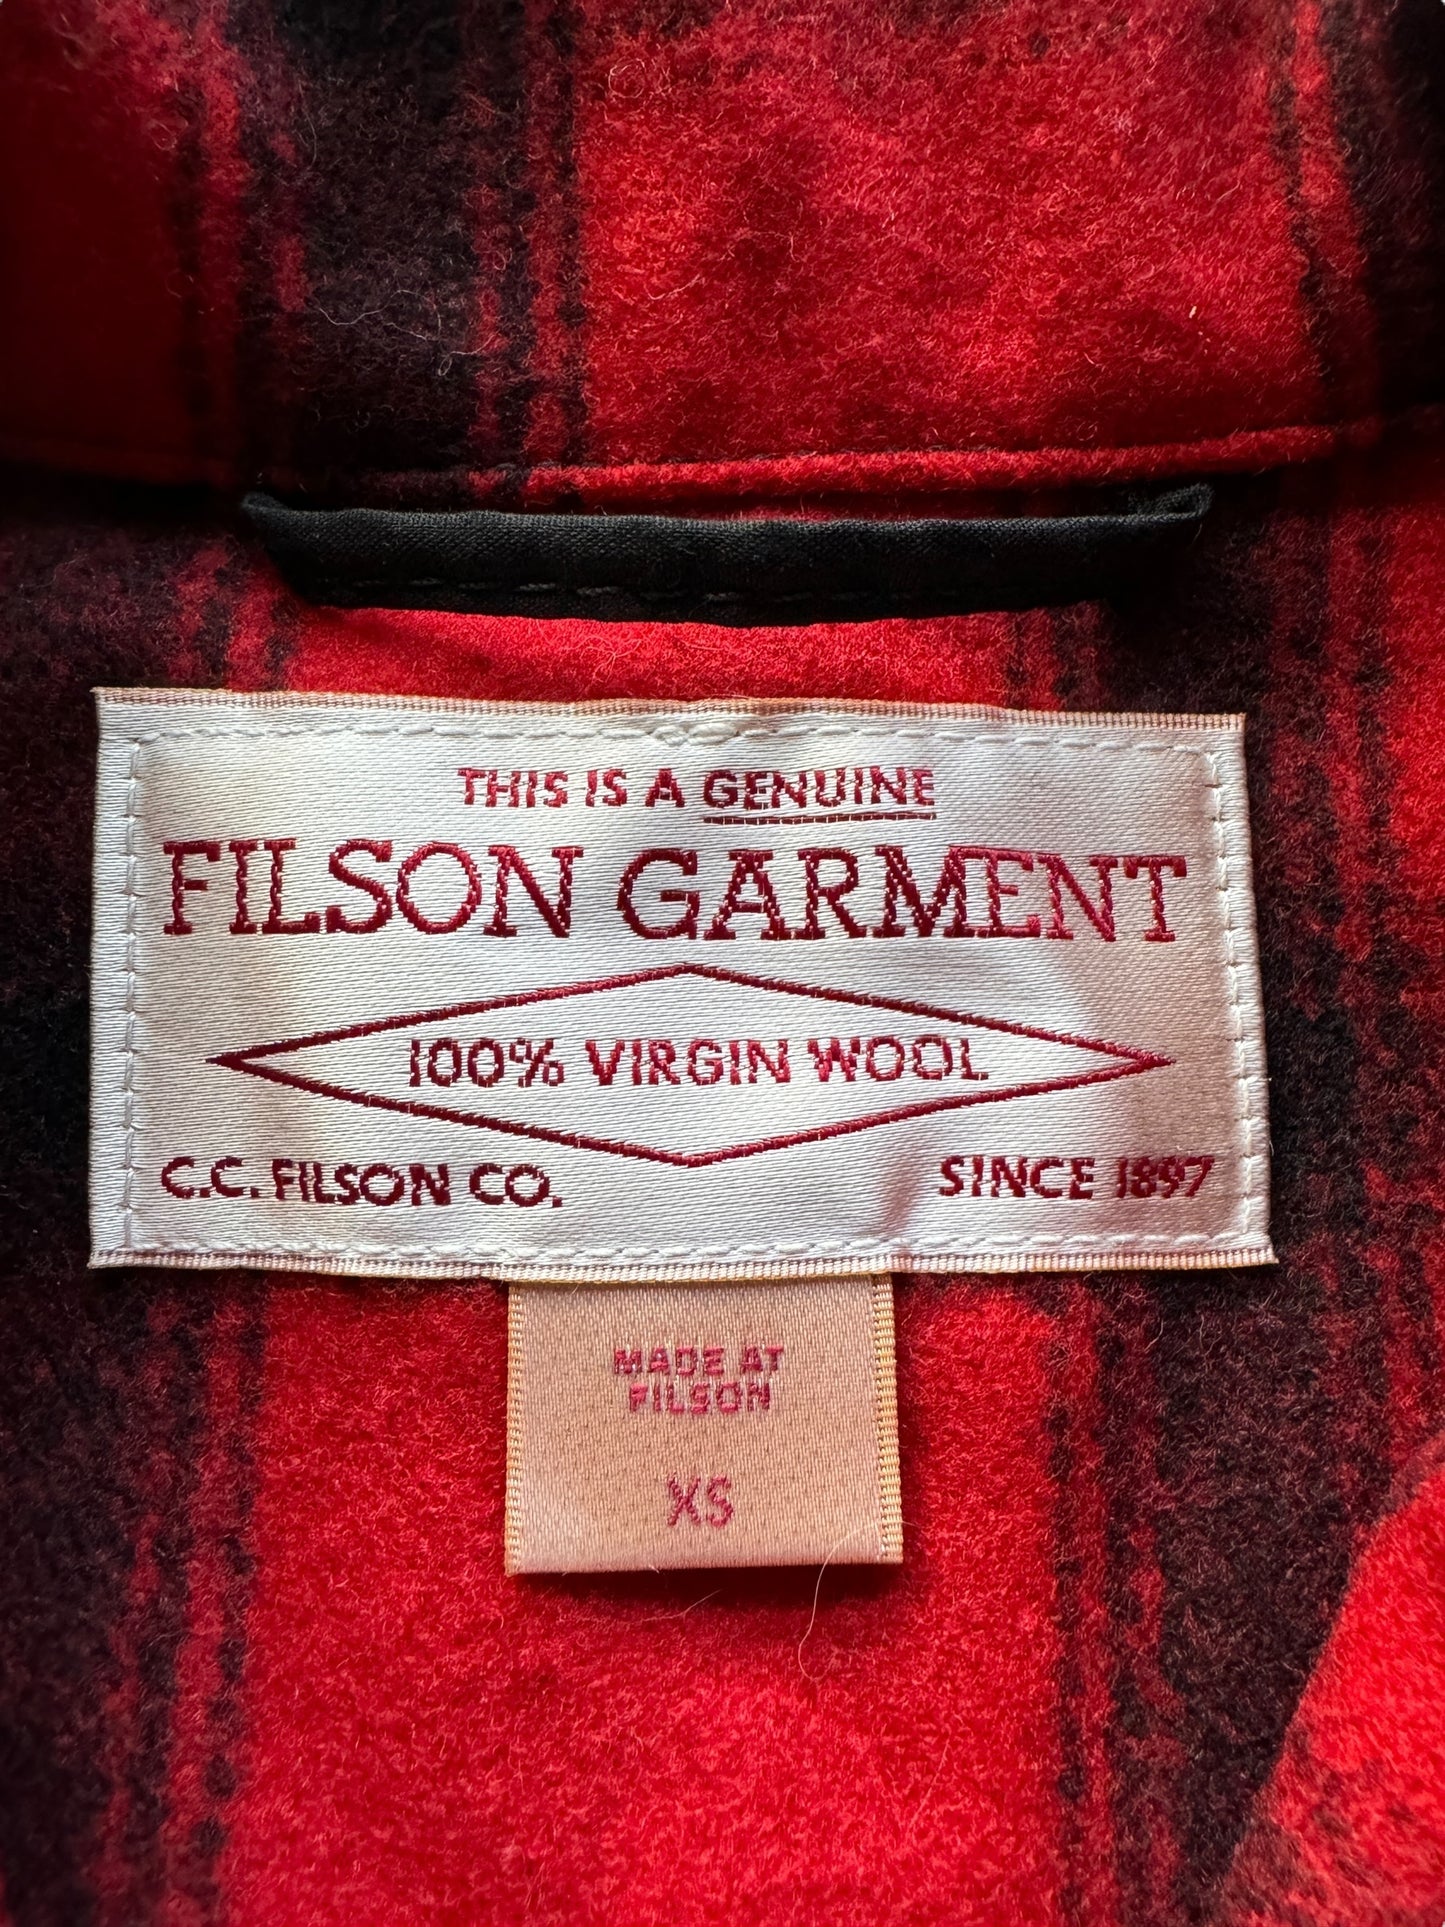 THIS IS A GENUINE
FILSON GARMENT
100% VIRGIN WOOL
C.C. FILSON CO. SINCE 1897
MADE AT
FILSON
XS